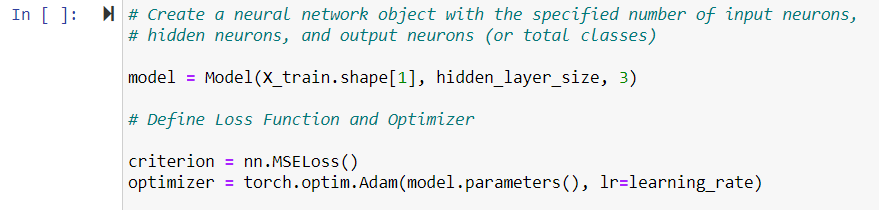 In [ ]: # Create a neural network object with the specified number of input neurons,
# hidden neurons, and output neurons (or total classes)
model = Model(X_train.shape[1], hidden_layer_size, 3)
# Define Loss Function and Optimizer
criterion = nn.MSELoss()
optimizer = torch.optim.Adam(model.parameters(), lr=learning_rate)